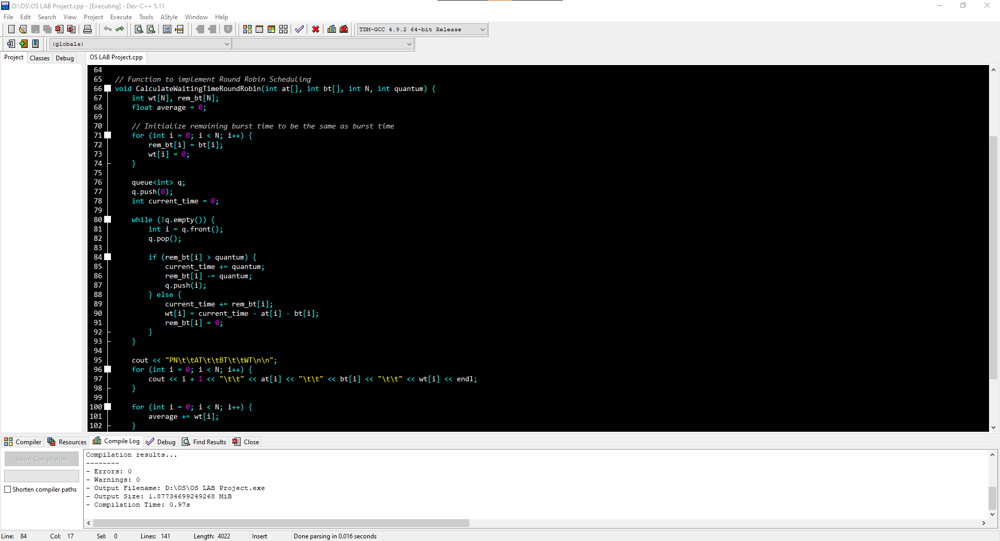 D:\OS\OS LAB Project.cpp - [Executing] - Dev-C++ 5.11
File Edit Search View Project Execute Tools AStyle Window Help
TDM-GCC 4.9.2 64-bit Release
(globals)
Project Classes Debug
OS LAB Project.cpp
64
65 // Function to implement Round Robin Scheduling
66 void CalculateWaitingTimeRoundRobin(int at[], int bt[], int N, int quantum) {
67     int wt[N], rem_bt[N];
68     float average = 0;
69
70     // Initialize remaining burst time to be the same as burst time
71     for (int i = 0; i < N; i++) {
72         rem_bt[i] = bt[i];
73         wt[i] = 0;
74     }
75
76     queue<int> q;
77     q.push(0);
78     int current_time = 0;
79
80     while (!q.empty()) {
81         int i = q.front();
82         q.pop();
83
84         if (rem_bt[i] > quantum) {
85             current_time += quantum;
86             rem_bt[i] -= quantum;
87             q.push(i);
88         } else {
89             current_time += rem_bt[i];
90             wt[i] = current_time - at[i] - bt[i];
91             rem_bt[i] = 0;
92         }
93     }
94
95     cout << "PN\t\tAT\t\tBT\t\tWT\n\n";
96     for (int i = 0; i < N; i++) {
97         cout << i + 1 << "\t\t" << at[i] << "\t\t" << bt[i] << "\t\t" << wt[i] << endl;
98     }
99
100     for (int i = 0; i < N; i++) {
101         average += wt[i];
102     }
Compiler Resources Compile Log Debug Find Results Close
Abort Compilation
Shorten compiler paths
Compilation results...
--------
- Errors: 0
- Warnings: 0
- Output Filename: D:\OS\OS LAB Project.exe
- Output Size: 1.87734699249268 MiB
- Compilation Time: 0.97s
Line: 84 Col: 17 Sel: 0 Lines: 141 Length: 4022 Insert Done parsing in 0.016 seconds